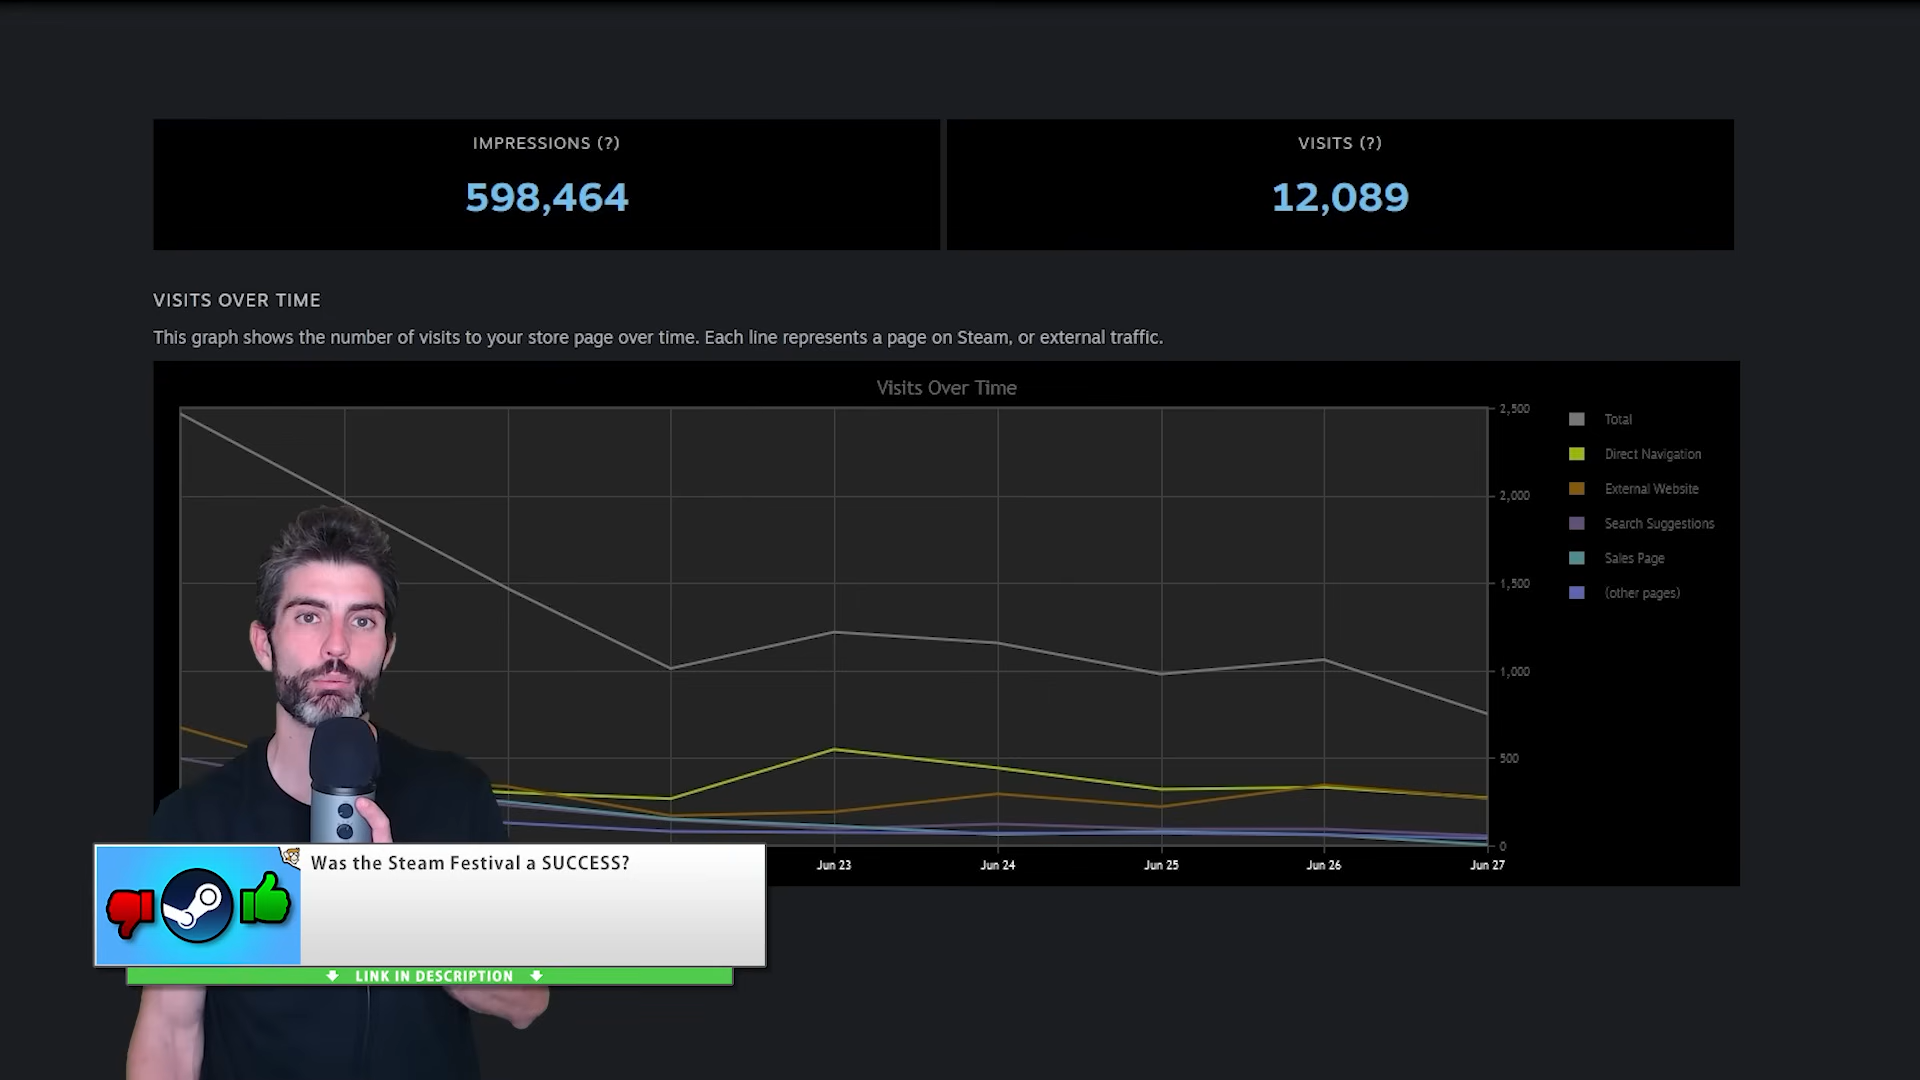 IMPRESSIONS (?)
598,464
VISITS (?)
12,089
VISITS OVER TIME
This graph shows the number of visits to your store page over time. Each line represents a page on Steam, or external traffic.
Visits Over Time
2,500
2,000
1,500
1,000
500
0
Total
Direct Navigation
External Website
Search Suggestions
Sales Page
(other pages)
Jun 23
Jun 24
Jun 25
Jun 26
Jun 27
Was the Steam Festival a SUCCESS?
LINK IN DESCRIPTION